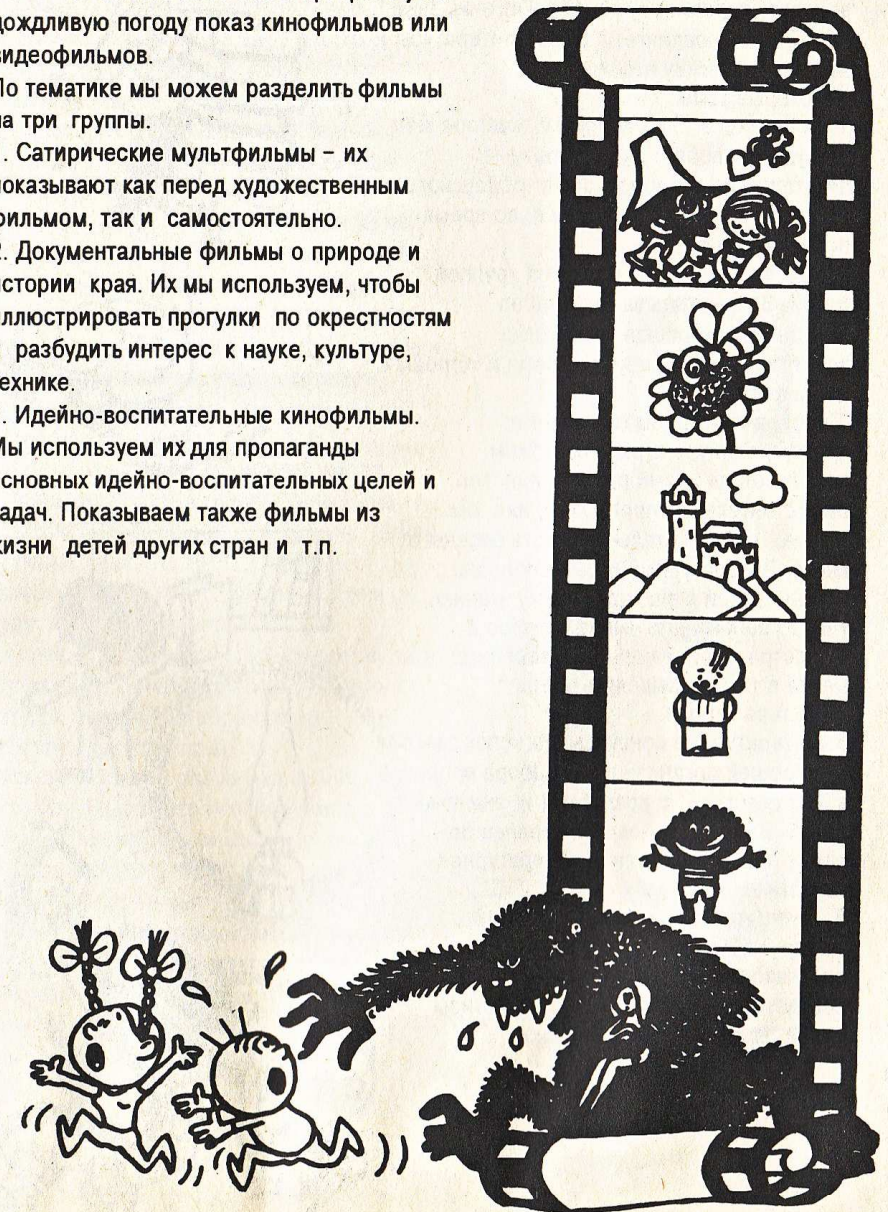 дождливую погоду показ кинофильмов или
видеофильмов.
По тематике мы можем разделить фильмы
на три группы.
. Сатирические мультфильмы – их
показывают как перед художественным
фильмом, так и самостоятельно.
2. Документальные фильмы о природе и
истории края. Их мы используем, чтобы
иллюстрировать прогулки по окрестностям
разбудить интерес к науке, культуре,
технике.
. Идейно-воспитательные кинофильмы.
Мы используем их для пропаганды
основных идейно-воспитательных целей и
задач. Показываем также фильмы из
жизни детей других стран и т.п.